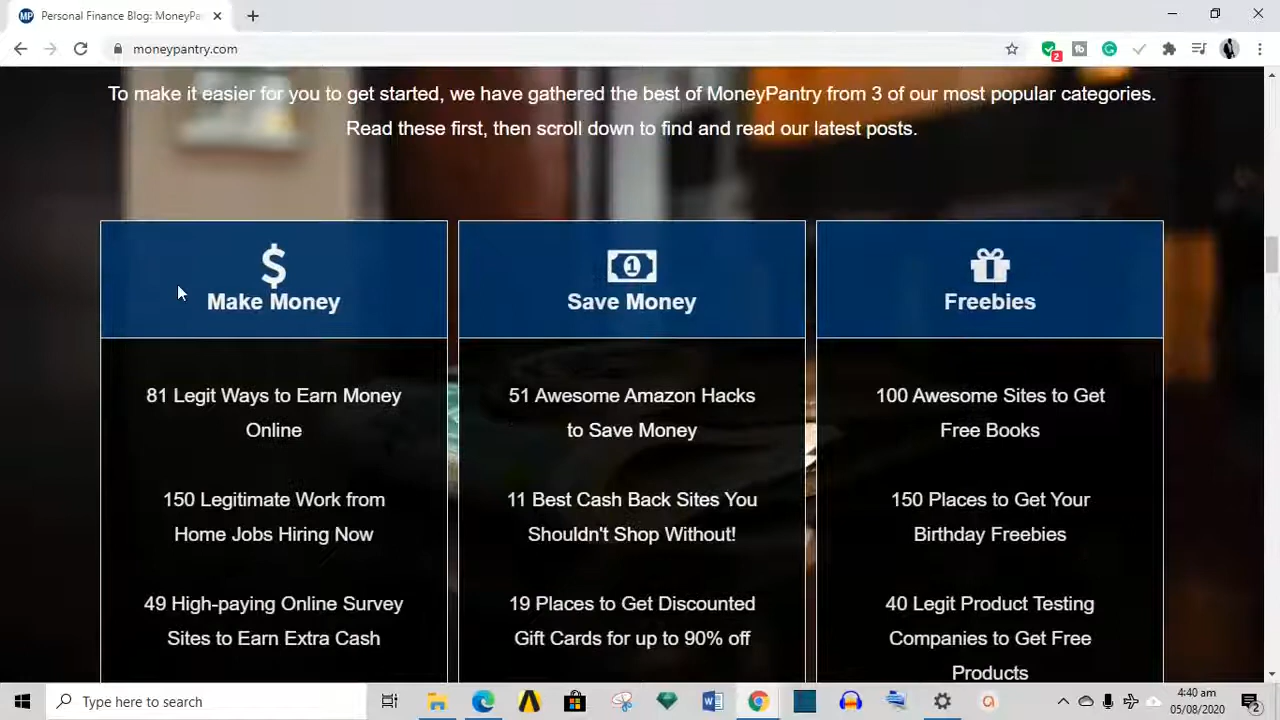 MP Personal Finance Blog: MoneyPa
moneypantry.com
2
To make it easier for you to get started, we have gathered the best of MoneyPantry from 3 of our most popular categories.
Read these first, then scroll down to find and read our latest posts.
$
Make Money
81 Legit Ways to Earn Money
Online
150 Legitimate Work from
Home Jobs Hiring Now
49 High-paying Online Survey
Sites to Earn Extra Cash
1
Save Money
51 Awesome Amazon Hacks
to Save Money
11 Best Cash Back Sites You
Shouldn't Shop Without!
19 Places to Get Discounted
Gift Cards for up to 90% off
Freebies
100 Awesome Sites to Get
Free Books
150 Places to Get Your
Birthday Freebies
40 Legit Product Testing
Companies to Get Free
Products
Type here to search
4:40 am
05/08/2020
2